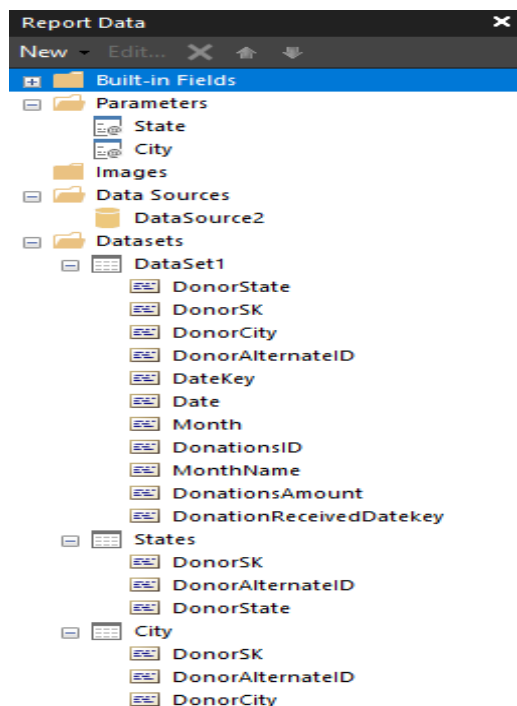 Report Data
New Edit...
Built-in Fields
Parameters
State
City
Images
Data Sources
DataSource2
Datasets
DataSet1
DonorState
DonorSK
DonorCity
DonorAlternateID
DateKey
Date
Month
DonationsID
MonthName
DonationsAmount
DonationReceivedDatekey
States
DonorSK
DonorAlternateID
DonorState
City
DonorSK
DonorAlternateID
DonorCity